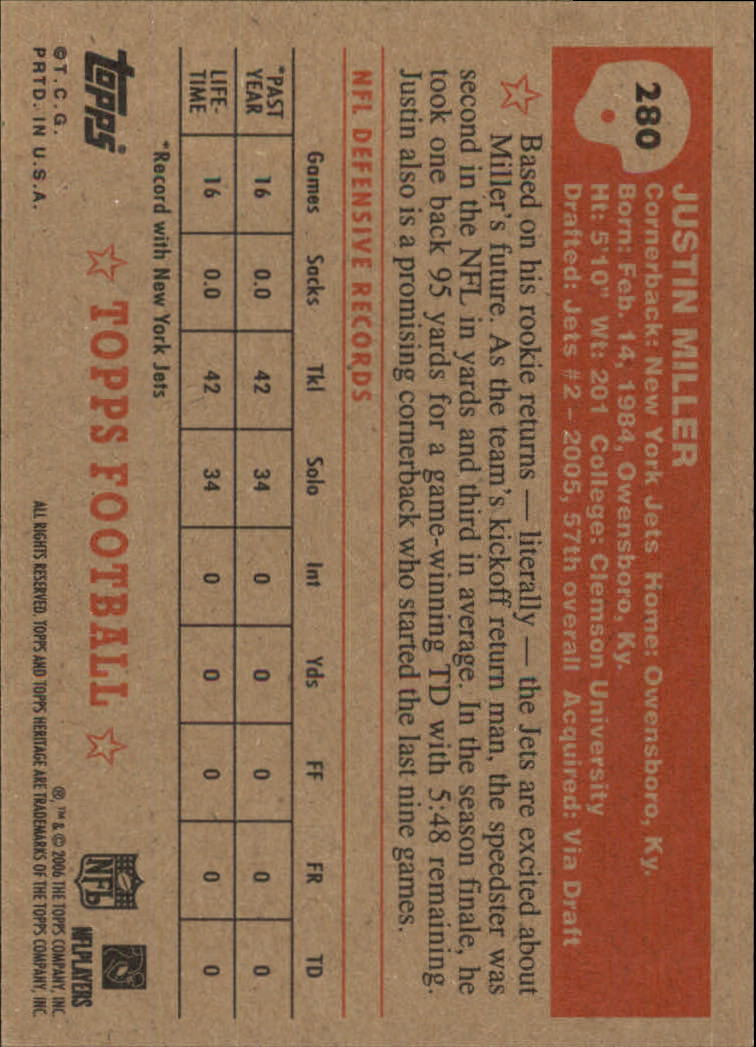 280
JUSTIN MILLER
Cornerback: New York Jets Home: Owensboro, Ky.
Born: Feb. 14, 1984, Owensboro, Ky.
Ht: 5'10" Wt: 201 College: Clemson University
Drafted: Jets #2 – 2005, 57th overall Acquired: Via Draft
Based on his rookie returns — literally — the Jets are excited about
Miller's future. As the team's kickoff return man, the speedster was
second in the NFL in yards and third in average. In the season finale, he
took one back 95 yards for a game-winning TD with 5:48 remaining.
Justin also is a promising cornerback who started the last nine games.
NFL DEFENSIVE RECORDS
Games Sacks Tkl Solo Int Yds FF FR TD
*PAST YEAR 16 0.0 42 34 0 0 0 0 0
LIFE-TIME 16 0.0 42 34 0 0 0 0 0
*Record with New York Jets
topps
TOPPS FOOTBALL
NFL
NFLPLAYERS
©T.C.G.
PRTD. IN U.S.A.
®, ™ & © 2006 THE TOPPS COMPANY, INC.
ALL RIGHTS RESERVED. TOPPS AND TOPPS HERITAGE ARE TRADEMARKS OF THE TOPPS COMPANY, INC.